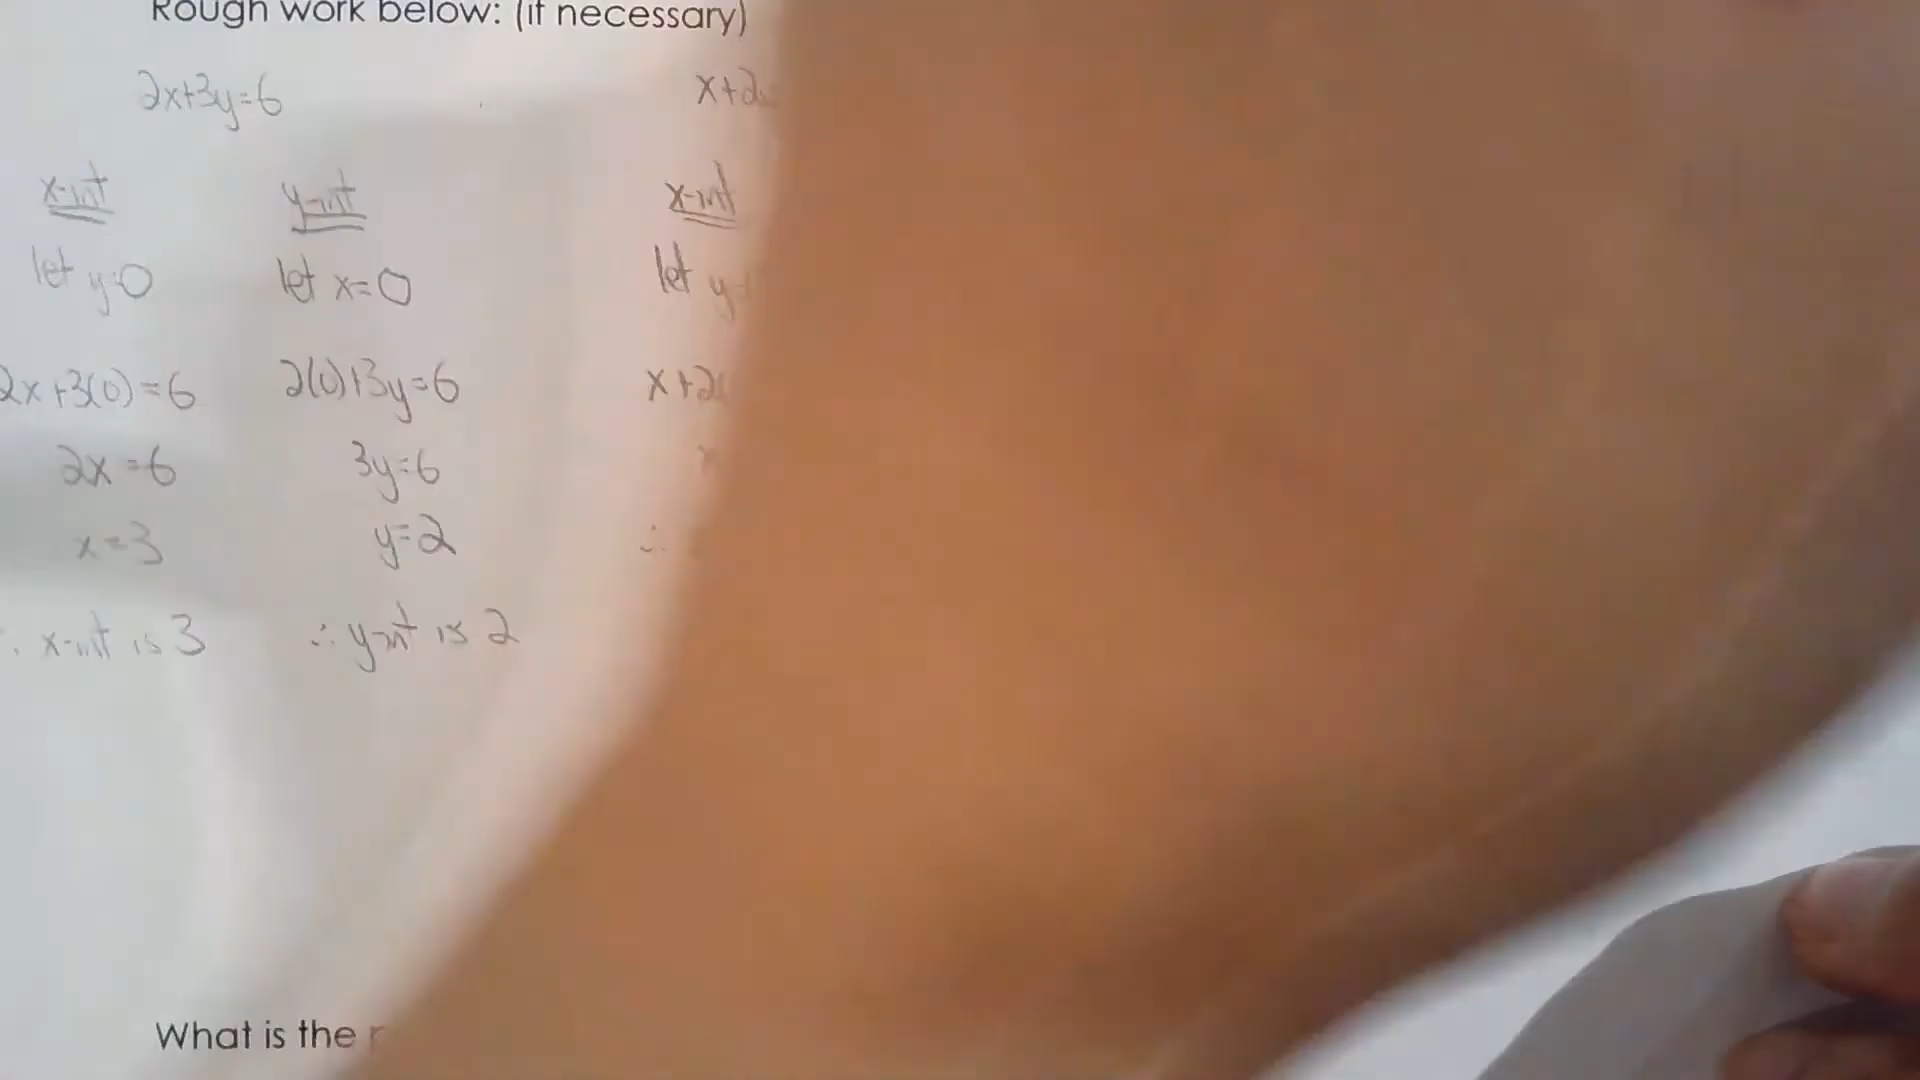 Rough work below: (if necessary)
2x+3y=6
x-int
let y=0
2x+3(0)=6
2x=6
x=3
∴ x-int is 3
y-int
let x=0
2(0)+3y=6
3y=6
y=2
∴ y-int is 2
x+2
x-int
let y=
x+2(
∴
What is the